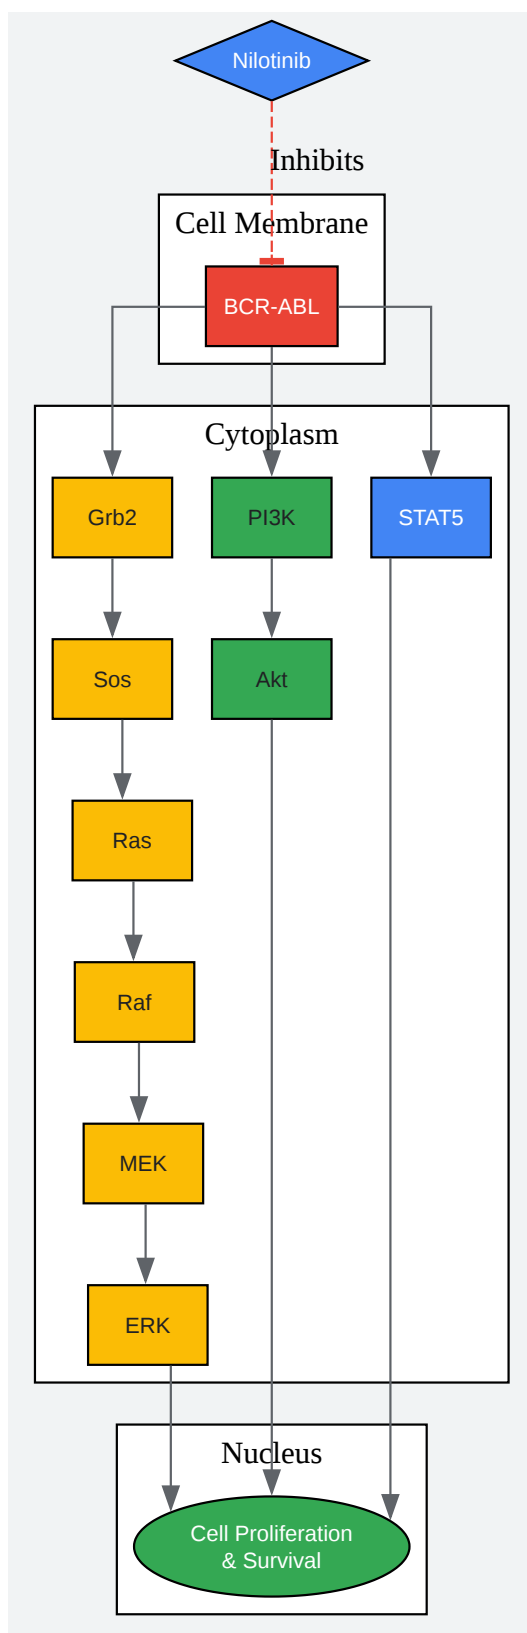 Nilotinib
Inhibits
Cell Membrane
BCR-ABL
Cytoplasm
Grb2
PI3K
STAT5
Sos
Akt
Ras
Raf
MEK
ERK
Nucleus
Cell Proliferation
& Survival